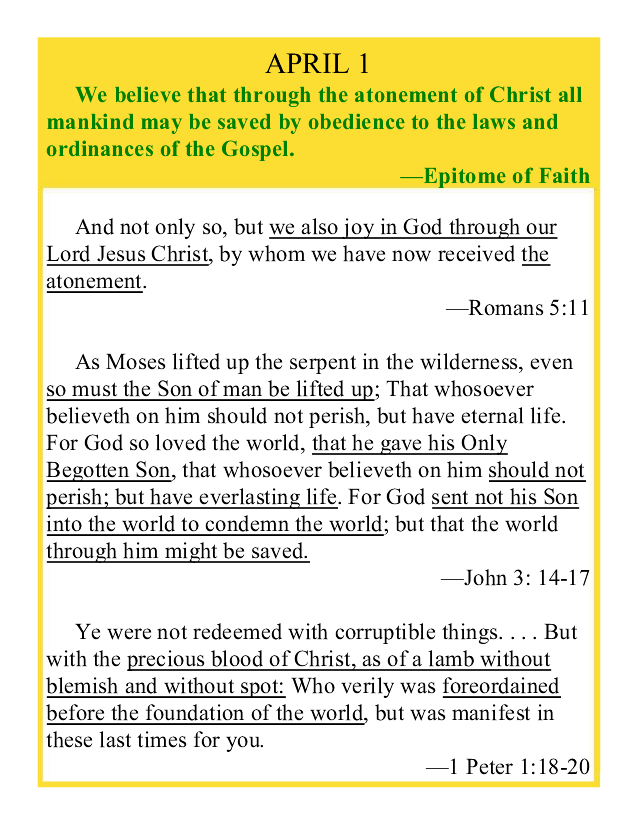 APRIL 1
We believe that through the atonement of Christ all
mankind may be saved by obedience to the laws and
ordinances of the Gospel.
—Epitome of Faith
And not only so, but we also joy in God through our
Lord Jesus Christ, by whom we have now received the
atonement.
—Romans 5:11
As Moses lifted up the serpent in the wilderness, even
so must the Son of man be lifted up; That whosoever
believeth on him should not perish, but have eternal life.
For God so loved the world, that he gave his Only
Begotten Son, that whosoever believeth on him should not
perish; but have everlasting life. For God sent not his Son
into the world to condemn the world; but that the world
through him might be saved.
—John 3: 14-17
Ye were not redeemed with corruptible things. . . . But
with the precious blood of Christ, as of a lamb without
blemish and without spot: Who verily was foreordained
before the foundation of the world, but was manifest in
these last times for you.
—1 Peter 1:18-20